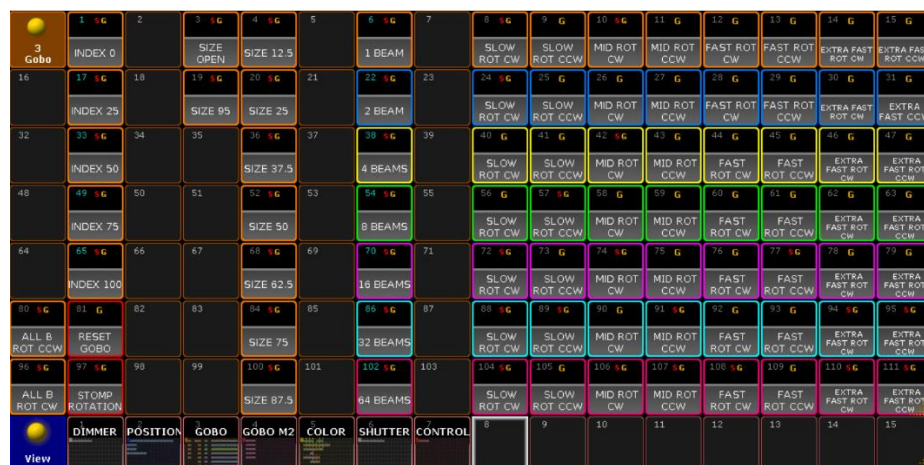 1 SG 2 3 SG 4 SG 5 6 SG 7 8 SG 9 G 10 SG 11 G 12 G 13 G 14 G 15 G
3 Gobo INDEX 0 SIZE OPEN SIZE 12.5 1 BEAM SLOW ROT CW SLOW ROT CCW MID ROT CW MID ROT CCW FAST ROT CW FAST ROT CCW EXTRA FAST ROT CW EXTRA FAS ROT CCW
16 17 SG 18 19 SG 20 SG 21 22 SG 23 24 SG 25 G 26 G 27 G 28 G 29 G 30 G 31 G
INDEX 25 SIZE 95 SIZE 25 2 BEAM SLOW ROT CW SLOW ROT CCW MID ROT CW MID ROT CCW FAST ROT CW FAST ROT CCW EXTRA FAST ROT CW EXTRA FAST CCW
32 33 SG 34 35 36 SG 37 38 SG 39 40 G 41 G 42 SG 43 G 44 G 45 G 46 G 47 G
INDEX 50 SIZE 37.5 4 BEAMS SLOW ROT CW SLOW ROT CCW MID ROT CW MID ROT CCW FAST ROT CW FAST ROT CCW EXTRA FAST ROT CW EXTRA FAST ROT CCW
48 49 SG 50 51 52 SG 53 54 SG 55 56 G 57 SG 58 G 59 G 60 G 61 G 62 G 63 G
INDEX 75 SIZE 50 8 BEAMS SLOW ROT CW SLOW ROT CCW MID ROT CW MID ROT CCW FAST ROT CW FAST ROT CCW EXTRA FAST ROT CW EXTRA FAST ROT CCW
64 65 SG 66 67 68 SG 69 70 SG 71 72 SG 73 G 74 SG 75 G 76 G 77 SG 78 G 79 G
INDEX 100 SIZE 62.5 16 BEAMS SLOW ROT CW SLOW ROT CCW MID ROT CW MID ROT CCW FAST ROT CW FAST ROT CCW EXTRA FAST ROT CW EXTRA FAST ROT CCW
80 SG 81 G 82 83 84 SG 85 86 SG 87 88 SG 89 SG 90 G 91 SG 92 G 93 G 94 SG 95 SG
ALL B ROT CCW RESET GOBO SIZE 75 32 BEAMS SLOW ROT CW SLOW ROT CCW MID ROT CW MID ROT CCW FAST ROT CW FAST ROT CCW EXTRA FAST ROT CW EXTRA FAST ROT CCW
96 SG 97 SG 98 99 100 SG 101 102 SG 103 104 SG 105 G 106 SG 107 SG 108 SG 109 G 110 SG 111 SG
ALL B ROT CW STOMP ROTATION SIZE 87.5 64 BEAMS SLOW ROT CW SLOW ROT CCW MID ROT CW MID ROT CCW FAST ROT CW FAST ROT CCW EXTRA FAST ROT CW EXTRA FAST ROT CCW
View DIMMER POSITION GOBO GOBO M2 COLOR SHUTTER CONTROL 8 9 10 11 12 13 14 15